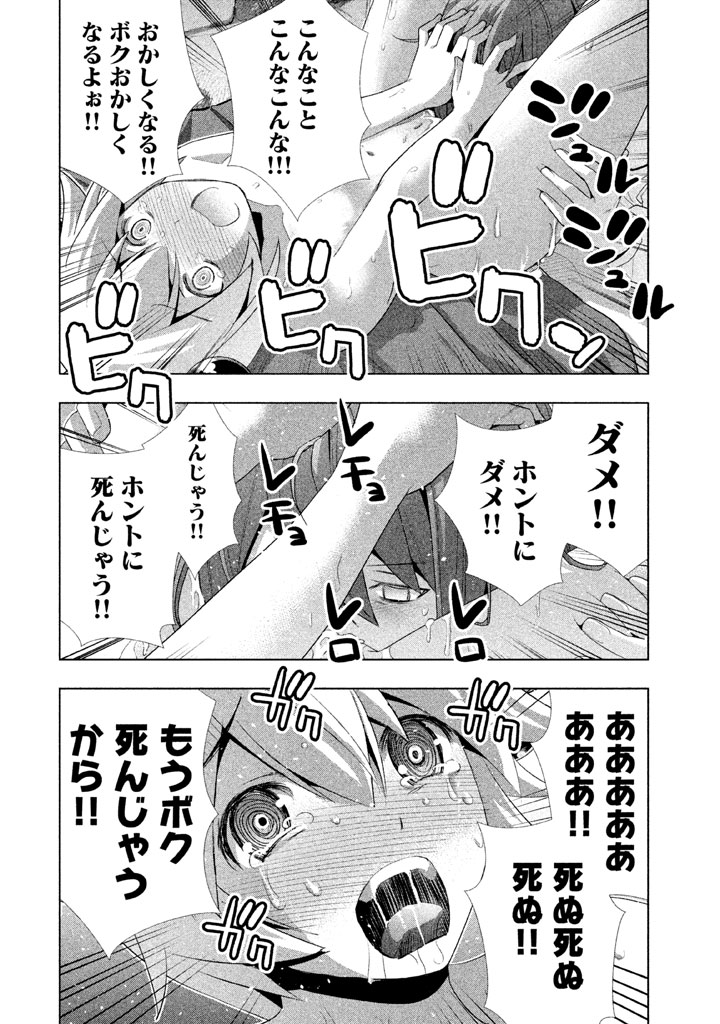 こんなこと
こんなこんな!!!
おかしくなる!!
ボクおかしく
なるよぉ!!
ジュル
ジュル
ビクン
ビク
ビク
ダメ!!
ホントに
ダメ!!
死んじゃう!!
ホントに
死んじゃう!!
レチョ
レチョ
レロ
レロ
あああああ
あああ!!
死ぬ死ぬ
死ぬ!!
もうボク
死んじゃう
から!!
ガク
ガク
ガク
ガク